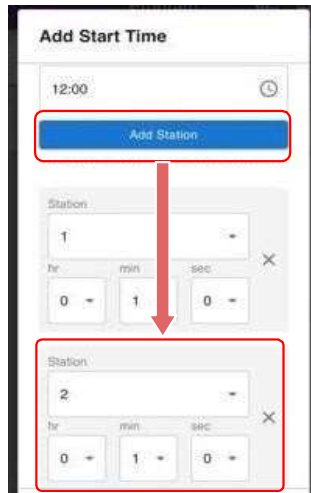 Add Start Time
12:00
Add Station
Station
1
hr min sec
0 1 0
Station
2
hr min sec
0 1 0